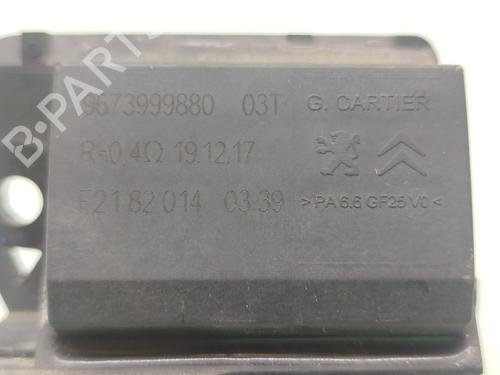 9673999880 03T G. CARTIER
R=0,4Ω 19.12.17
F21 82 014 03-39 >PA 6.6 GF25 V0<
B-PARTS